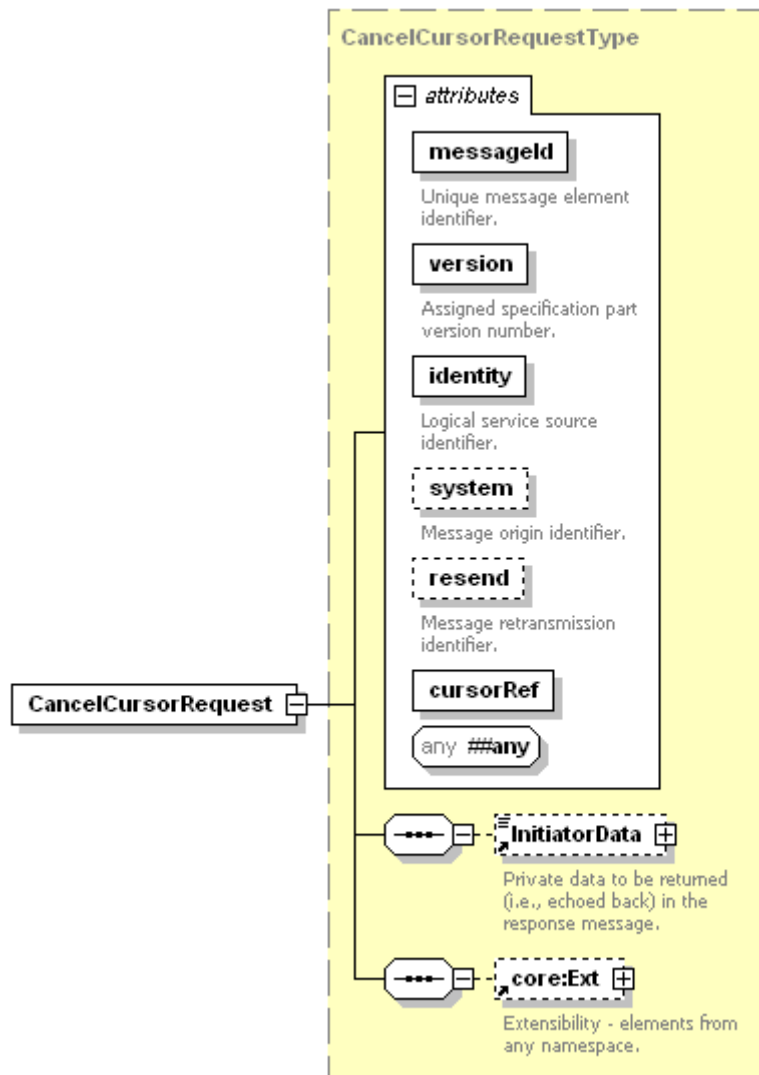 CancelCursorRequestType
attributes
messageId
Unique message element
identifier.
version
Assigned specification part
version number.
identity
Logical service source
identifier.
system
Message origin identifier.
resend
Message retransmission
identifier.
CancelCursorRequest
cursorRef
any ##any
InitiatorData
Private data to be returned
(i.e., echoed back) in the
response message.
core:Ext
Extensibility - elements from
any namespace.